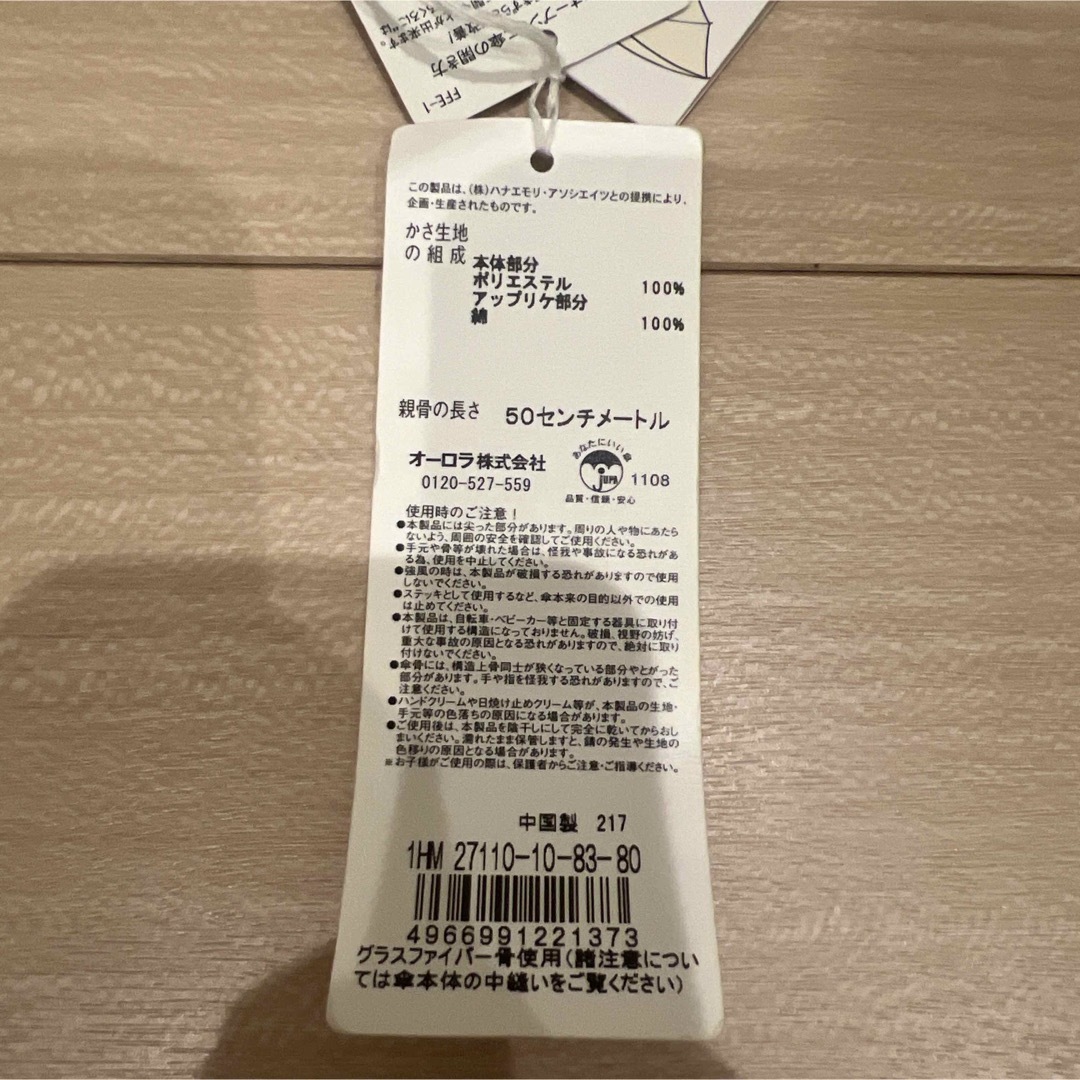 FFE-1
傘の開き方
この製品は、(株)ハナエモリ・アソシエイツとの提携により、
企画・生産されたものです。
かさ生地
の組成
本体部分
ポリエステル 100%
アップリケ部分
綿 100%
親骨の長さ 50センチメートル
オーロラ株式会社
0120-527-559
あなたにいい傘
JUPA
1108
品質・信頼・安心
使用時のご注意!
●本製品には尖った部分があります。周りの人や物にあたら
ないよう、周囲の安全を確認してご使用ください。
●手元や骨等が壊れた場合は、怪我や事故になる恐れがあ
る為、使用を中止してください。
●強風の時は、本製品が破損する恐れがありますので使用
しないでください。
●ステッキとして使用するなど、傘本来の目的以外での使用
は止めてください。
●本製品は、自転車・ベビーカー等と固定する器具に取り付
けて使用する構造になっておりません。破損、視野の妨げ、
重大な事故の原因となる恐れがありますので、絶対に取り
付けないでください。
●傘骨には、構造上骨同士が狭くなっている部分やとがった
部分があります。手や指を怪我する恐れがありますので、ご
注意ください。
●ハンドクリームや日焼け止めクリーム等が、本製品の生地・
手元等の色落ちの原因になる場合があります。
●ご使用後は、本製品を陰干しにして完全に乾いてからおし
まいください。濡れたまま保管しますと、錆の発生や生地の
色移りの原因となる場合があります。
※お子様がご使用の際は、保護者からご注意・ご指導ください。
中国製 217
1HM 27110-10-83-80
4966991221373
グラスファイバー骨使用(諸注意につい
ては傘本体の中縫いをご覧ください)